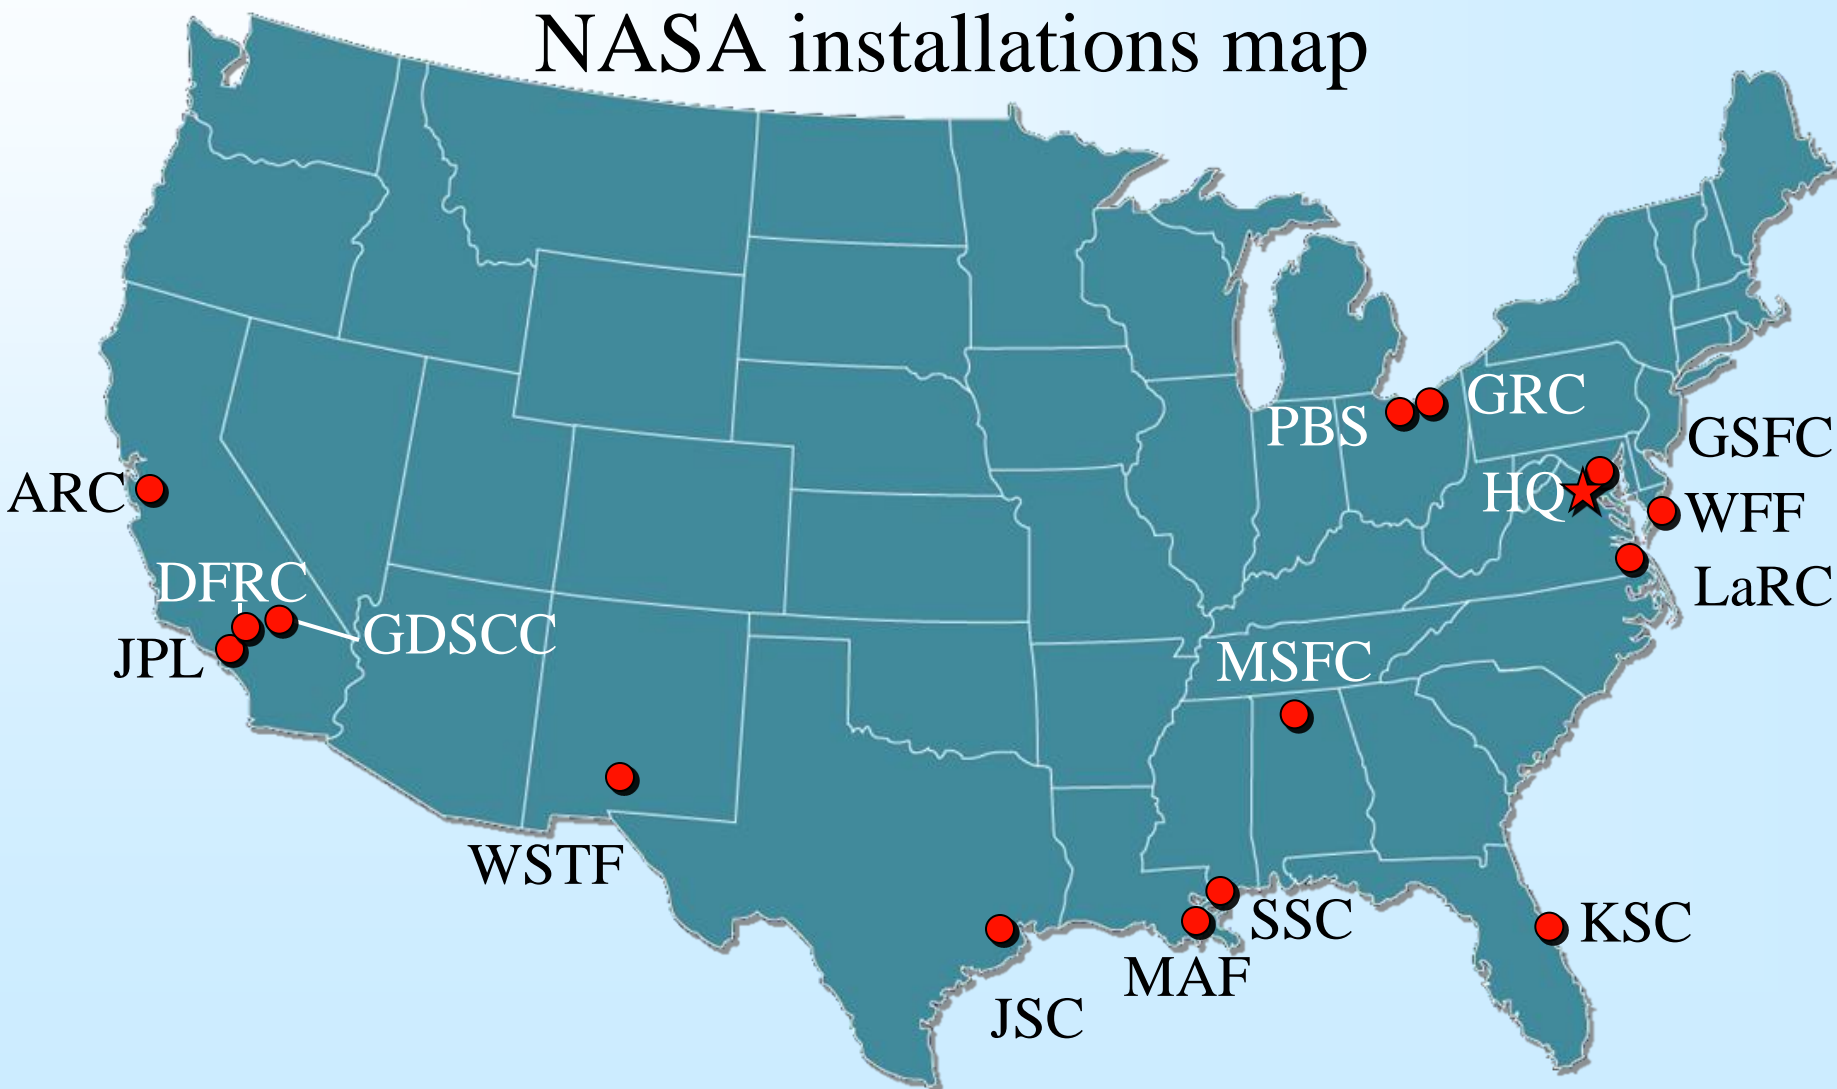 NASA installations map
GRC
PBS
GSFC
HQ
ARC
WFF
DFRC
LaRC
GDSCC
JPL
MSFC
WSTF
SSC
KSC
MAF
JSC